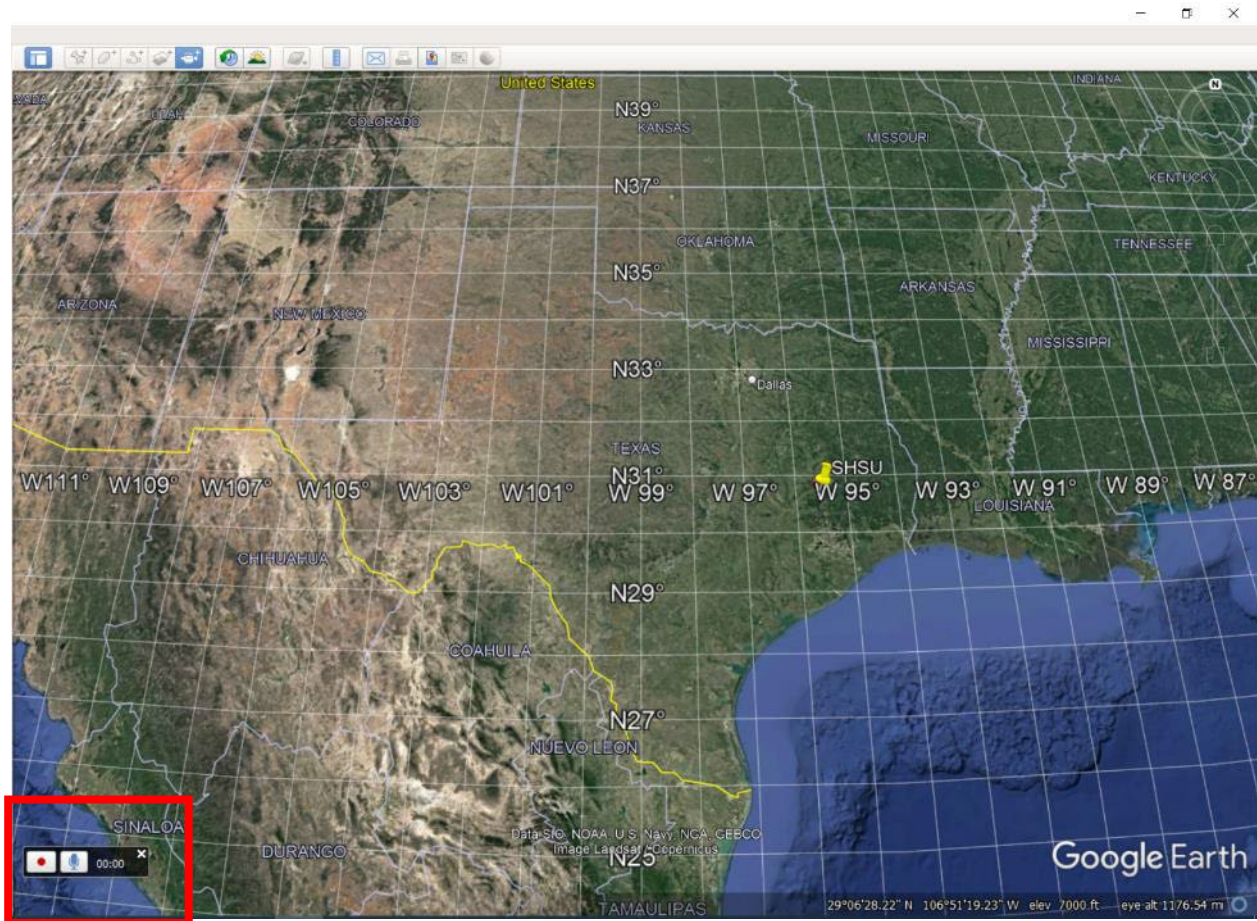 United States
INDIANA
VADA
UTAH
COLORADO
N39°
KANSAS
MISSOURI
KENTUCKY
N37°
OKLAHOMA
TENNESSEE
N35°
ARIZONA
NEW MEXICO
ARKANSAS
MISSISSIPPI
N33°
Dallas
TEXAS
SHSU
N31°
W111° W109° W107° W105° W103° W101° W 99° W 97° W 95° W 93° W 91° W 89° W 87°
LOUISIANA
CHIHUAHUA
N29°
COAHUILA
N27°
NUEVO LEON
SINALOA
Data SIO, NOAA, U.S. Navy, NGA, GEBCO
Image Landsat / Copernicus
DURANGO
N25°
00:00
Google Earth
TAMAULIPAS
29°06'28.22" N 106°51'19.23" W elev 7000 ft eye alt 1176.54 mi